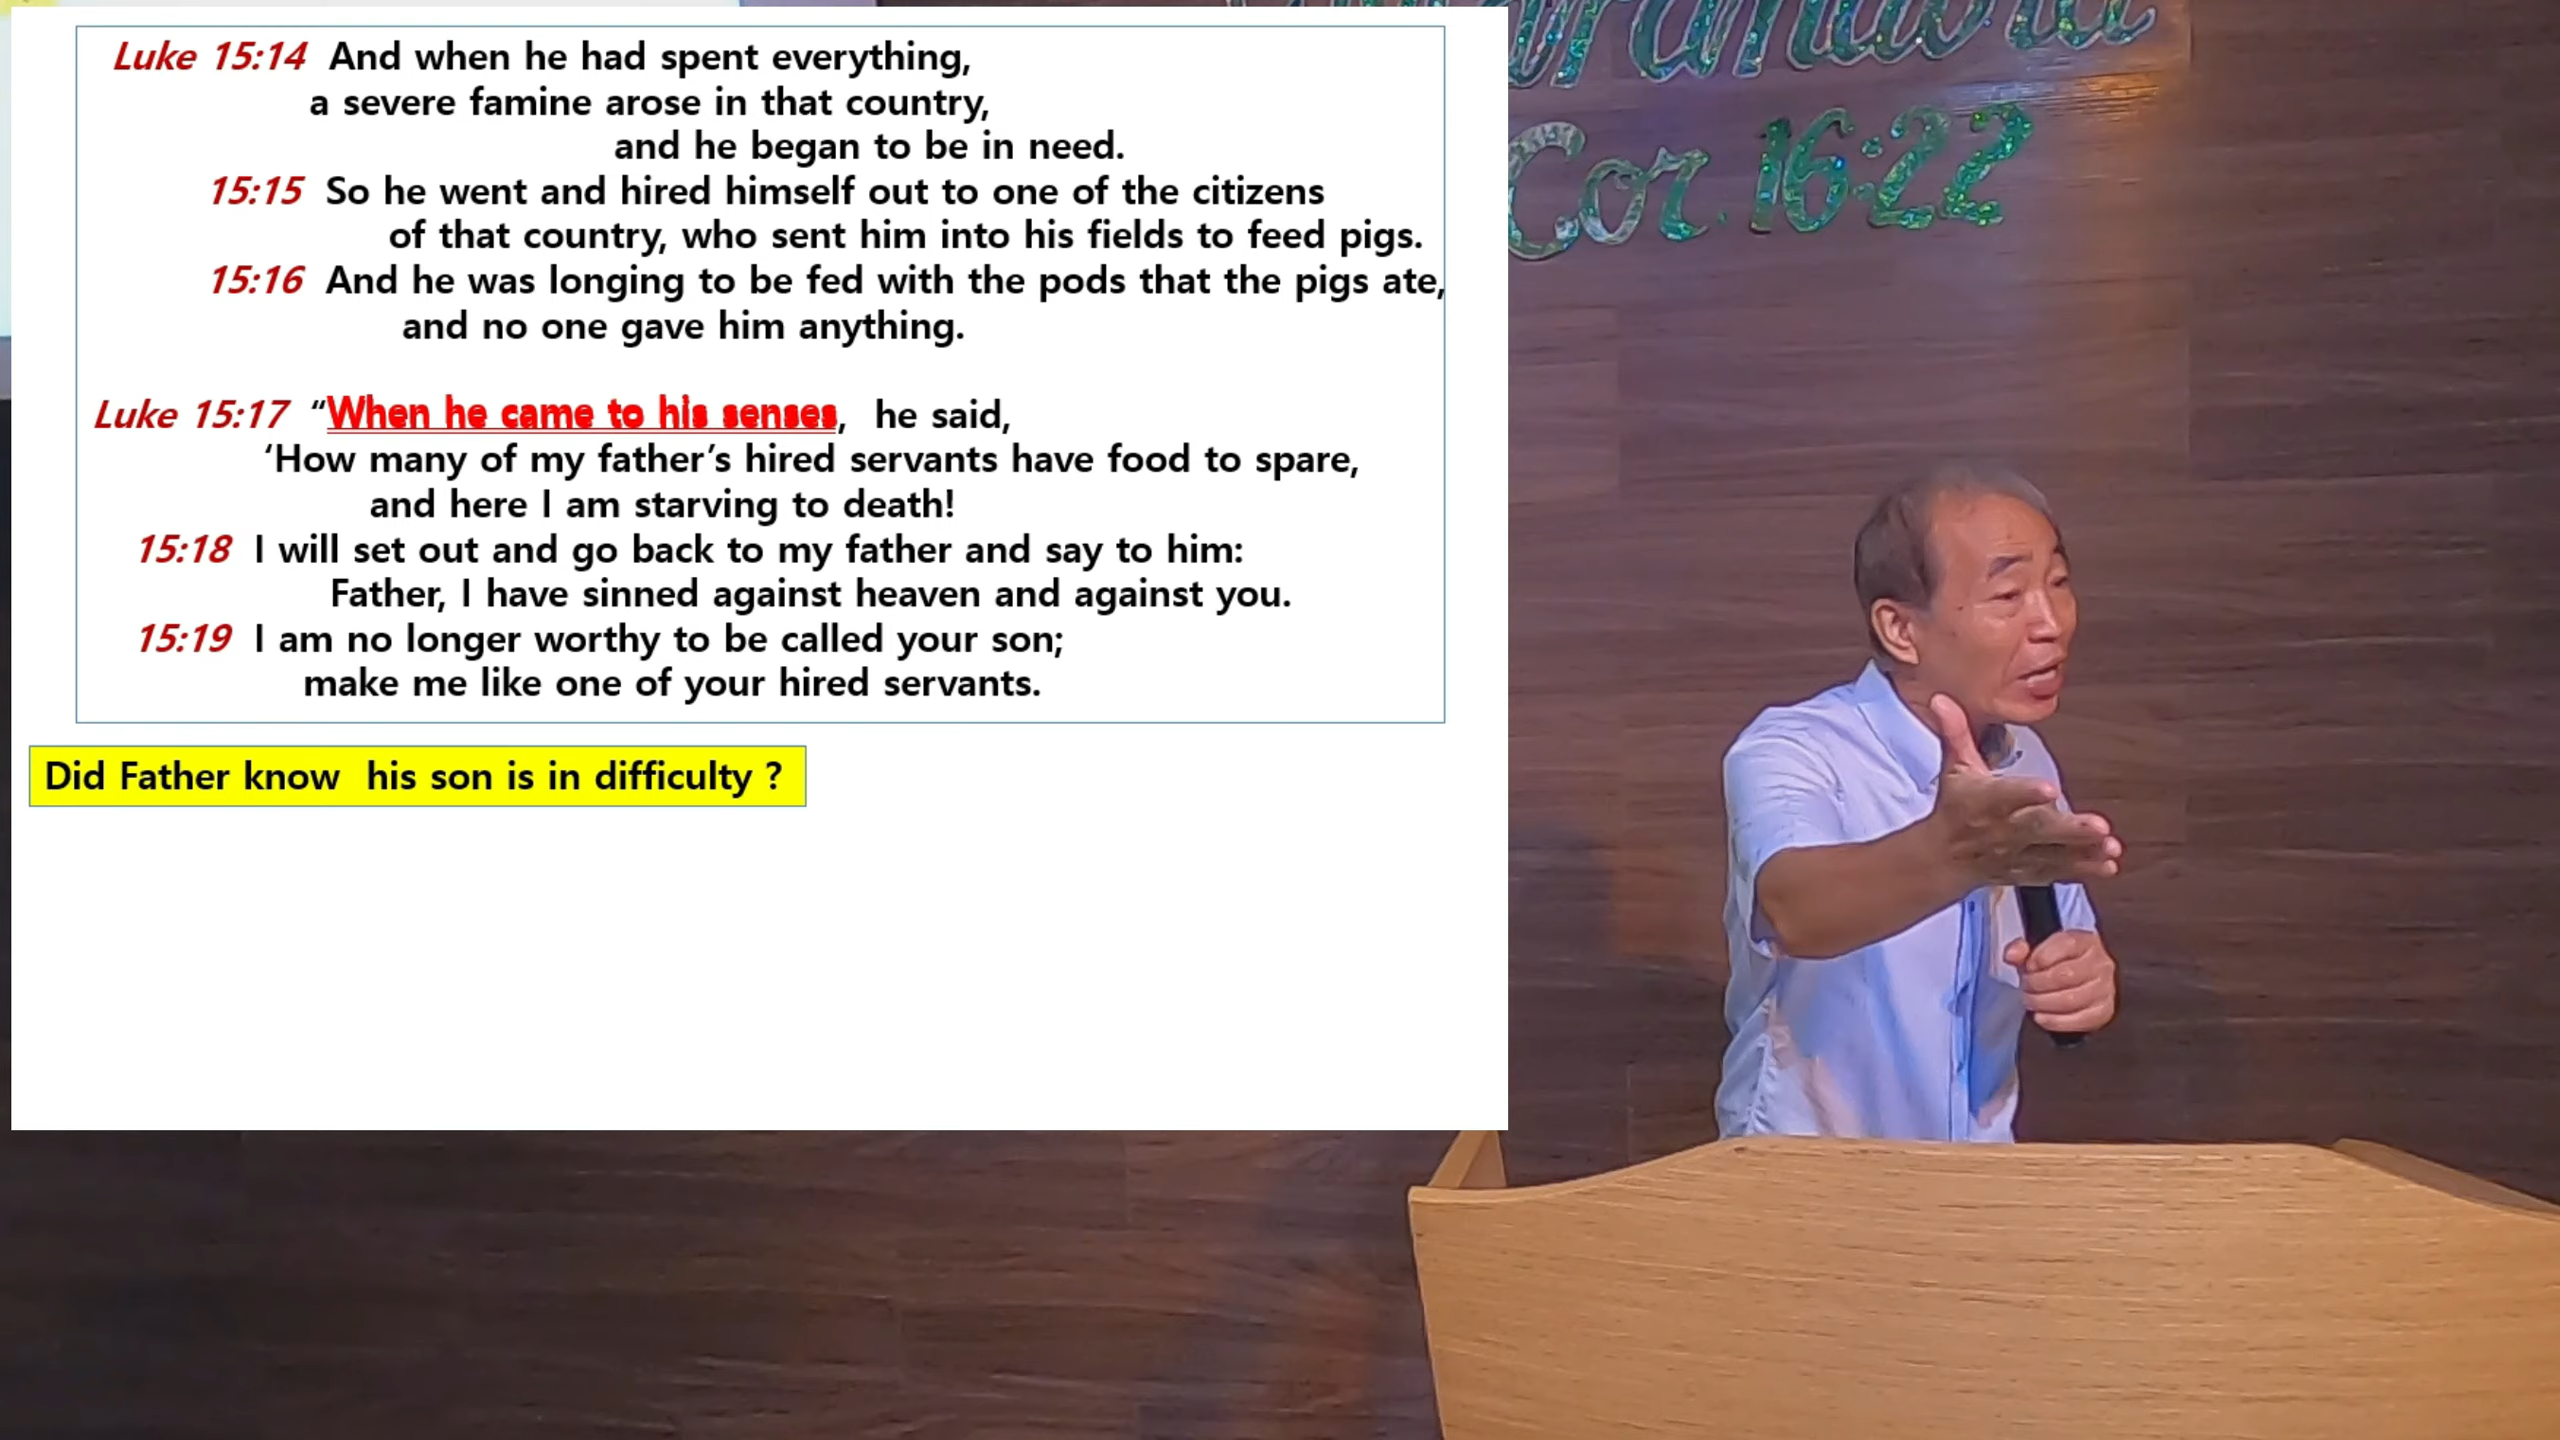 Luke 15:14 And when he had spent everything,
a severe famine arose in that country,
and he began to be in need.
15:15 So he went and hired himself out to one of the citizens
of that country, who sent him into his fields to feed pigs.
15:16 And he was longing to be fed with the pods that the pigs ate,
and no one gave him anything.
Luke 15:17 “When he came to his senses, he said,
‘How many of my father’s hired servants have food to spare,
and here I am starving to death!
15:18 I will set out and go back to my father and say to him:
Father, I have sinned against heaven and against you.
15:19 I am no longer worthy to be called your son;
make me like one of your hired servants.
Did Father know his son is in difficulty ?
Cor. 16:22